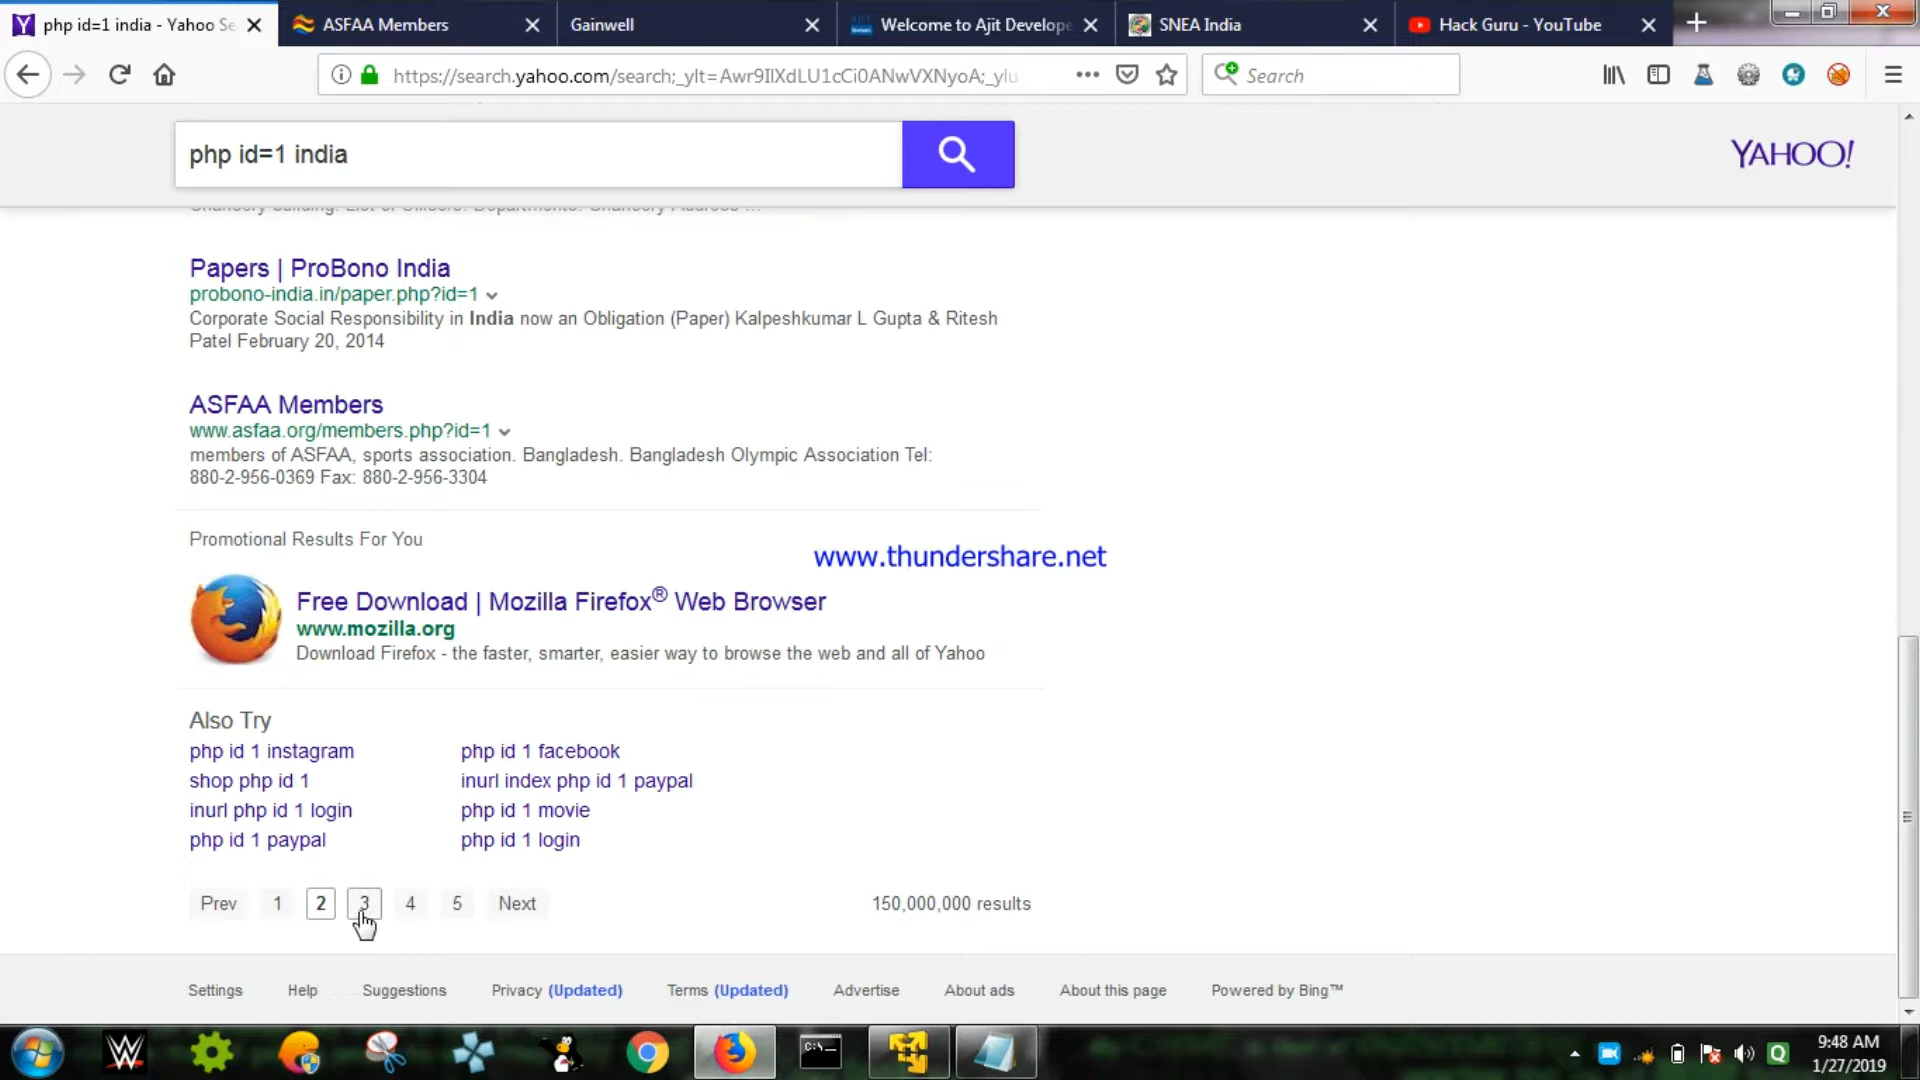 php id=1 india - Yahoo Se
ASFAA Members
Gainwell
Welcome to Ajit Develope
SNEA India
Hack Guru - YouTube
https://search.yahoo.com/search;_ylt=Awr9IlXdLU1cCi0ANwVXNyoA;_ylu
Search
php id=1 india
YAHOO!
Papers | ProBono India
probono-india.in/paper.php?id=1
Corporate Social Responsibility in India now an Obligation (Paper) Kalpeshkumar L Gupta & Ritesh
Patel February 20, 2014
ASFAA Members
www.asfaa.org/members.php?id=1
members of ASFAA, sports association. Bangladesh. Bangladesh Olympic Association Tel:
880-2-956-0369 Fax: 880-2-956-3304
Promotional Results For You
www.thundershare.net
Free Download | Mozilla Firefox® Web Browser
www.mozilla.org
Download Firefox - the faster, smarter, easier way to browse the web and all of Yahoo
Also Try
php id 1 instagram
php id 1 facebook
shop php id 1
inurl index php id 1 paypal
inurl php id 1 login
php id 1 movie
php id 1 paypal
php id 1 login
Prev 1 2 3 4 5 Next
150,000,000 results
Settings Help Suggestions Privacy (Updated) Terms (Updated) Advertise About ads About this page Powered by Bing™
9:48 AM
1/27/2019